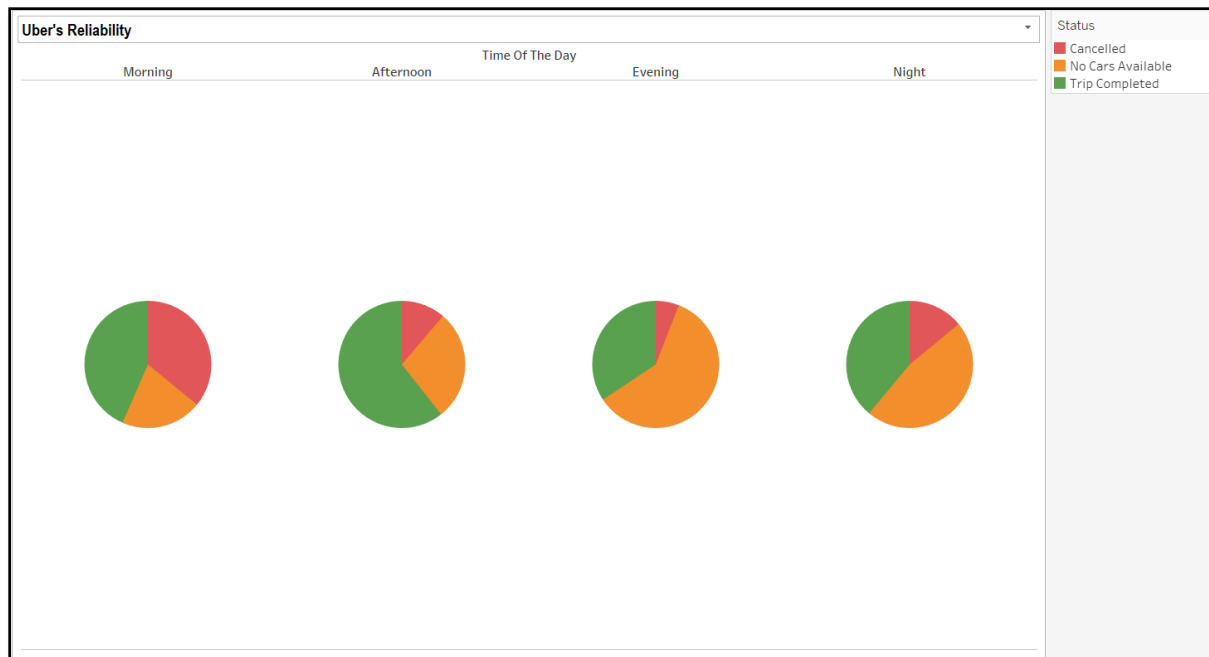 Uber's Reliability
Time Of The Day
Morning Afternoon Evening Night
Status
Cancelled
No Cars Available
Trip Completed